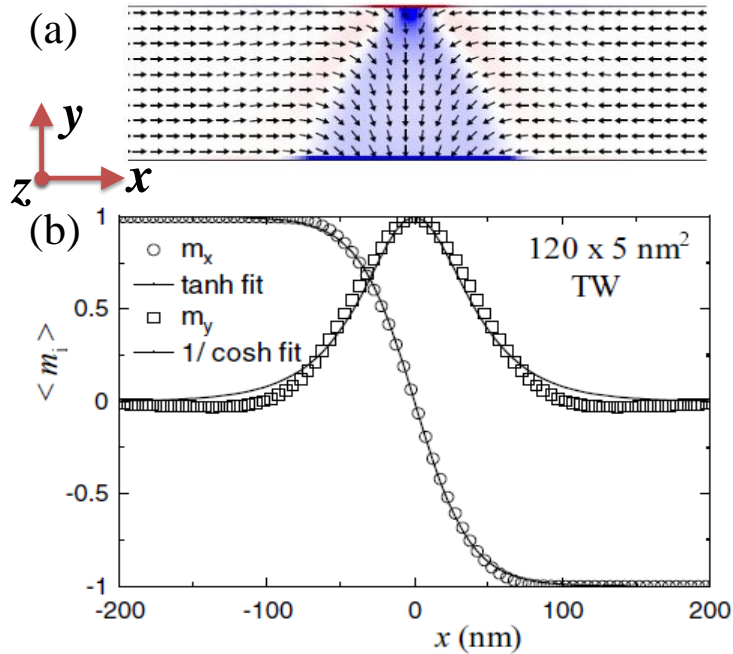 (a)
y
z
x
(b)
1
0.5
0
-0.5
-1
< m_i >
m_x
tanh fit
m_y
1/ cosh fit
120 x 5 nm²
TW
-200
-100
0
100
200
x (nm)